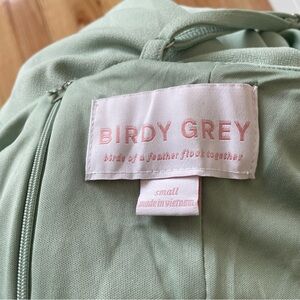 BIRDY GREY
birds of a feather flock together
small
made in vietnam